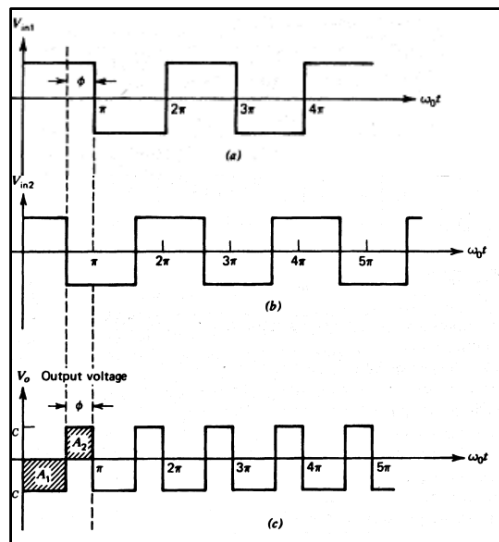 V_in1
ϕ
π 2π 3π 4π ω₀t
(a)
V_in2
π 2π 3π 4π 5π ω₀t
(b)
V_o Output voltage
ϕ
C
A₂
A₁
π 2π 3π 4π 5π ω₀t
C
(c)